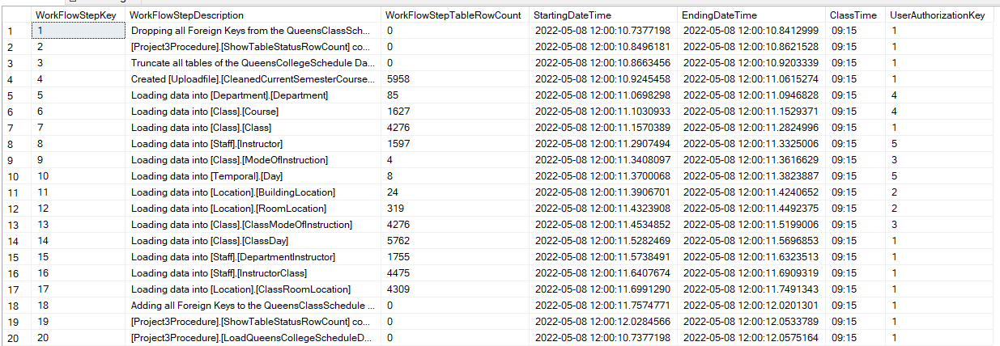 WorkFlowStepKey WorkFlowStepDescription WorkFlowStepTableRowCount StartingDateTime EndingDateTime ClassTime UserAuthorizationKey
1 1 Dropping all Foreign Keys from the QueensClassSch... 0 2022-05-08 12:00:10.7377198 2022-05-08 12:00:10.8412999 09:15 1
2 2 [Project3Procedure].[ShowTableStatusRowCount] co... 0 2022-05-08 12:00:10.8496181 2022-05-08 12:00:10.8621528 09:15 1
3 3 Truncate all tables of the QueensCollegeSchedule Da... 0 2022-05-08 12:00:10.8663456 2022-05-08 12:00:10.9203339 09:15 1
4 4 Created [Uploadfile].[CleanedCurrentSemesterCourse... 5958 2022-05-08 12:00:10.9245458 2022-05-08 12:00:11.0615274 09:15 1
5 5 Loading data into [Department].[Department] 85 2022-05-08 12:00:11.0698298 2022-05-08 12:00:11.0946828 09:15 4
6 6 Loading data into [Class].[Course] 1627 2022-05-08 12:00:11.1030933 2022-05-08 12:00:11.1529371 09:15 4
7 7 Loading data into [Class].[Class] 4276 2022-05-08 12:00:11.1570389 2022-05-08 12:00:11.2824996 09:15 1
8 8 Loading data into [Staff].[Instructor] 1597 2022-05-08 12:00:11.2907494 2022-05-08 12:00:11.3325006 09:15 5
9 9 Loading data into [Class].[ModeOfInstruction] 4 2022-05-08 12:00:11.3408097 2022-05-08 12:00:11.3616629 09:15 3
10 10 Loading data into [Temporal].[Day] 8 2022-05-08 12:00:11.3700068 2022-05-08 12:00:11.3823887 09:15 5
11 11 Loading data into [Location].[BuildingLocation] 24 2022-05-08 12:00:11.3906701 2022-05-08 12:00:11.4240652 09:15 2
12 12 Loading data into [Location].[RoomLocation] 319 2022-05-08 12:00:11.4323908 2022-05-08 12:00:11.4492375 09:15 2
13 13 Loading data into [Class].[ClassModeOfInstruction] 4276 2022-05-08 12:00:11.4534852 2022-05-08 12:00:11.5199006 09:15 3
14 14 Loading data into [Class].[ClassDay] 5762 2022-05-08 12:00:11.5282469 2022-05-08 12:00:11.5696853 09:15 1
15 15 Loading data into [Staff].[DepartmentInstructor] 1755 2022-05-08 12:00:11.5738491 2022-05-08 12:00:11.6323513 09:15 1
16 16 Loading data into [Staff].[InstructorClass] 4475 2022-05-08 12:00:11.6407674 2022-05-08 12:00:11.6909319 09:15 1
17 17 Loading data into [Location].[ClassRoomLocation] 4309 2022-05-08 12:00:11.6991290 2022-05-08 12:00:11.7491343 09:15 1
18 18 Adding all Foreign Keys to the QueensClassSchedule ... 0 2022-05-08 12:00:11.7574771 2022-05-08 12:00:12.0201301 09:15 1
19 19 [Project3Procedure].[ShowTableStatusRowCount] co... 0 2022-05-08 12:00:12.0284566 2022-05-08 12:00:12.0533789 09:15 1
20 20 [Project3Procedure].[LoadQueensCollegeScheduleD... 0 2022-05-08 12:00:10.7377198 2022-05-08 12:00:12.0575164 09:15 1